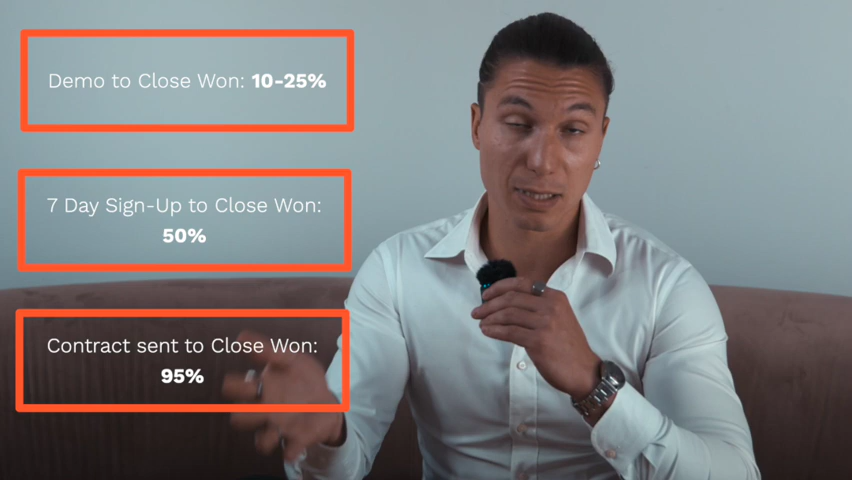 Demo to Close Won: 10-25%
7 Day Sign-Up to Close Won:
50%
Contract sent to Close Won:
95%